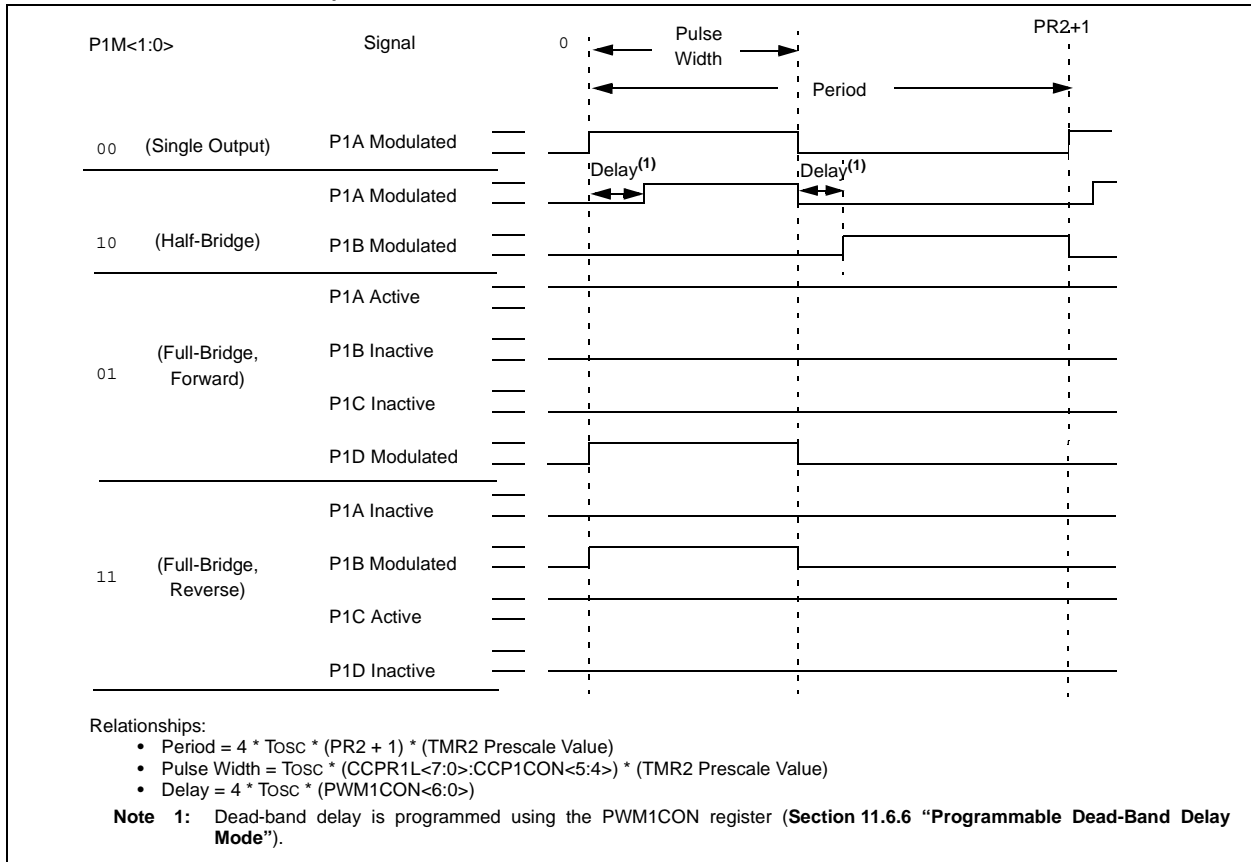 P1M<1:0>
Signal
0
Pulse
Width
PR2+1
Period
00 (Single Output) P1A Modulated
Delay(1) Delay(1)
P1A Modulated
10 (Half-Bridge) P1B Modulated
P1A Active
(Full-Bridge,
Forward)
P1B Inactive
01
P1C Inactive
P1D Modulated
P1A Inactive
(Full-Bridge,
Reverse)
P1B Modulated
11
P1C Active
P1D Inactive
Relationships:
• Period = 4 * TOSC * (PR2 + 1) * (TMR2 Prescale Value)
• Pulse Width = TOSC * (CCPR1L<7:0>:CCP1CON<5:4>) * (TMR2 Prescale Value)
• Delay = 4 * TOSC * (PWM1CON<6:0>)
Note 1: Dead-band delay is programmed using the PWM1CON register (Section 11.6.6 “Programmable Dead-Band Delay
Mode”).